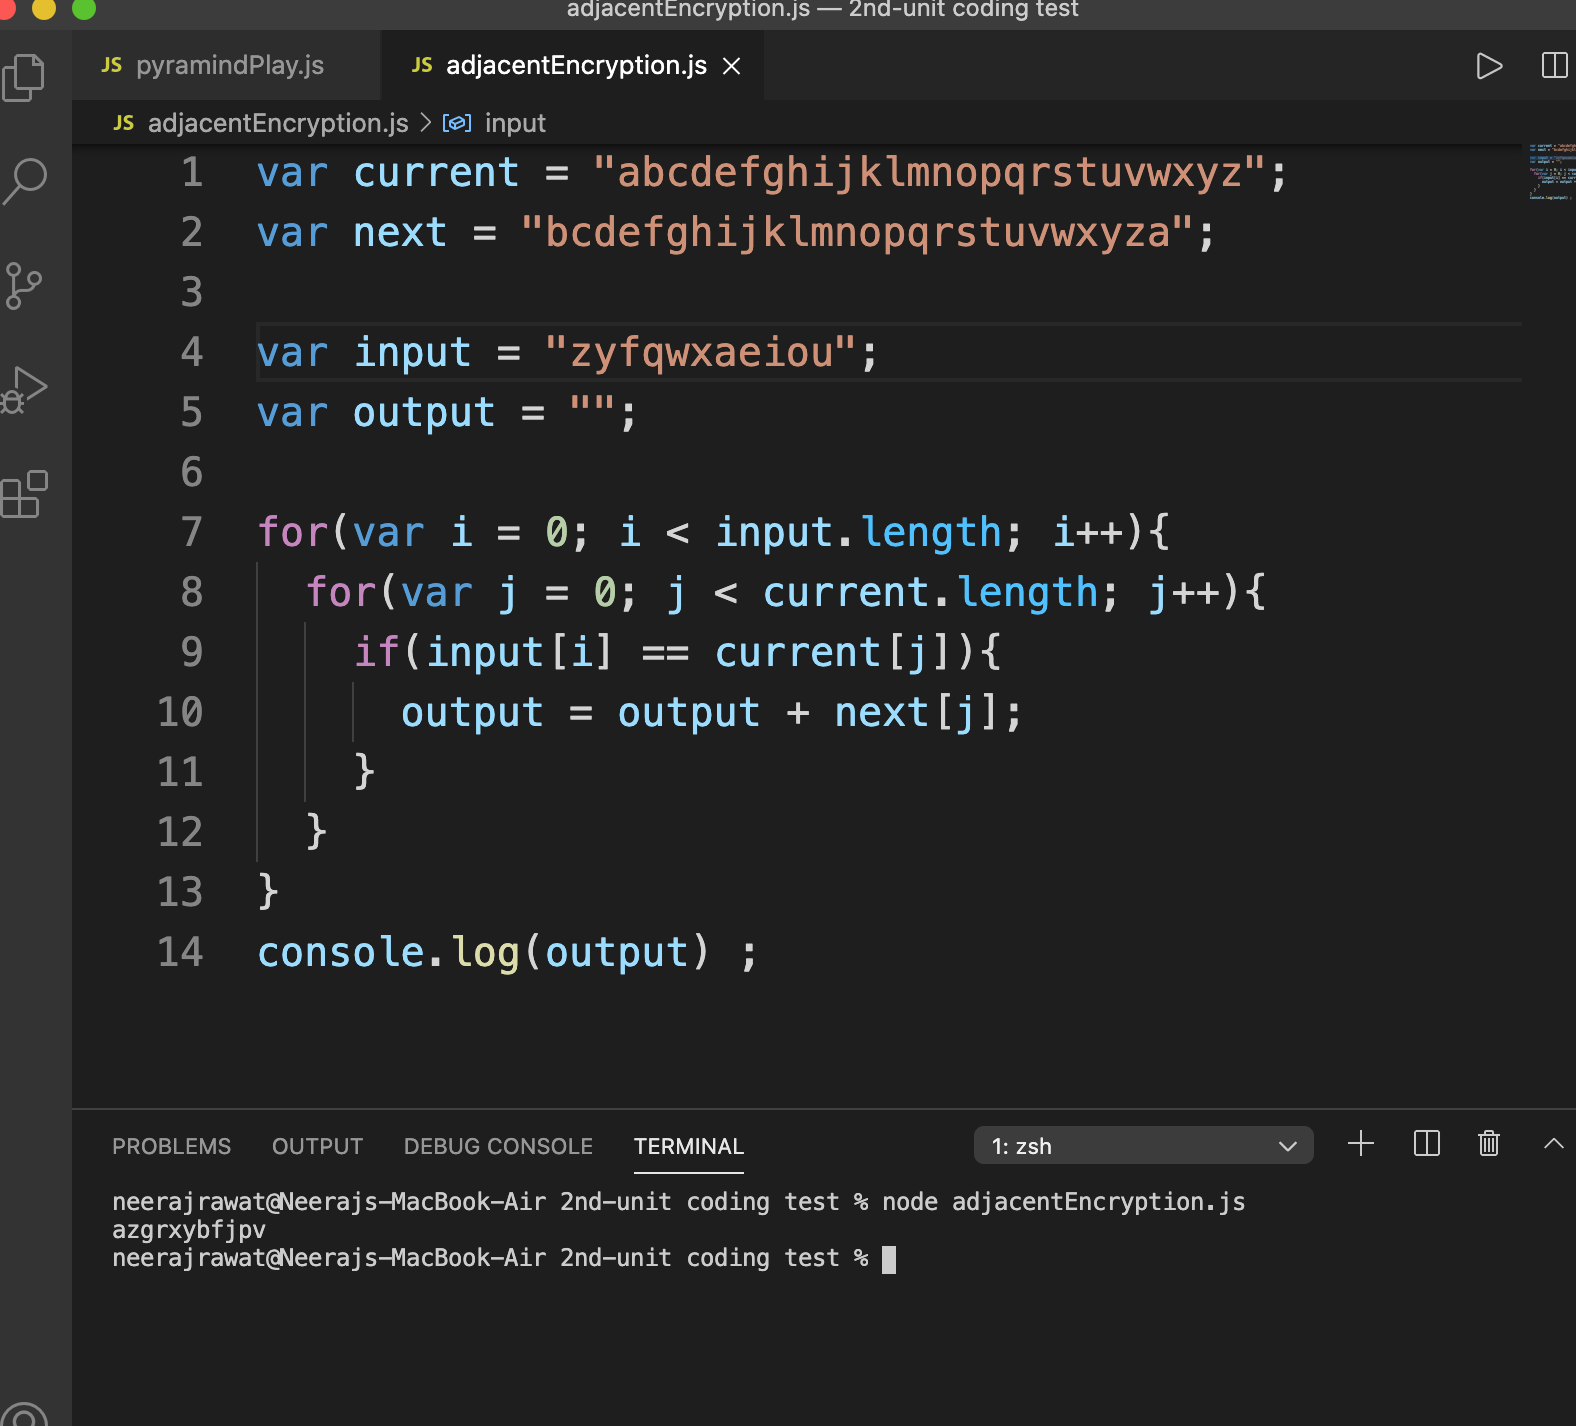 adjacentEncryption.js — 2nd-unit coding test
JS pyramindPlay.js JS adjacentEncryption.js
JS adjacentEncryption.js > input
1 var current = "abcdefghijklmnopqrstuvwxyz";
2 var next = "bcdefghijklmnopqrstuvwxyza";
3
4 var input = "zyfqwxaeiou";
5 var output = "";
6
7 for(var i = 0; i < input.length; i++){
8 for(var j = 0; j < current.length; j++){
9 if(input[i] == current[j]){
10 output = output + next[j];
11 }
12 }
13 }
14 console.log(output) ;
PROBLEMS OUTPUT DEBUG CONSOLE TERMINAL 1: zsh
neerajrawat@Neerajs-MacBook-Air 2nd-unit coding test % node adjacentEncryption.js
azgrxybfjpv
neerajrawat@Neerajs-MacBook-Air 2nd-unit coding test %